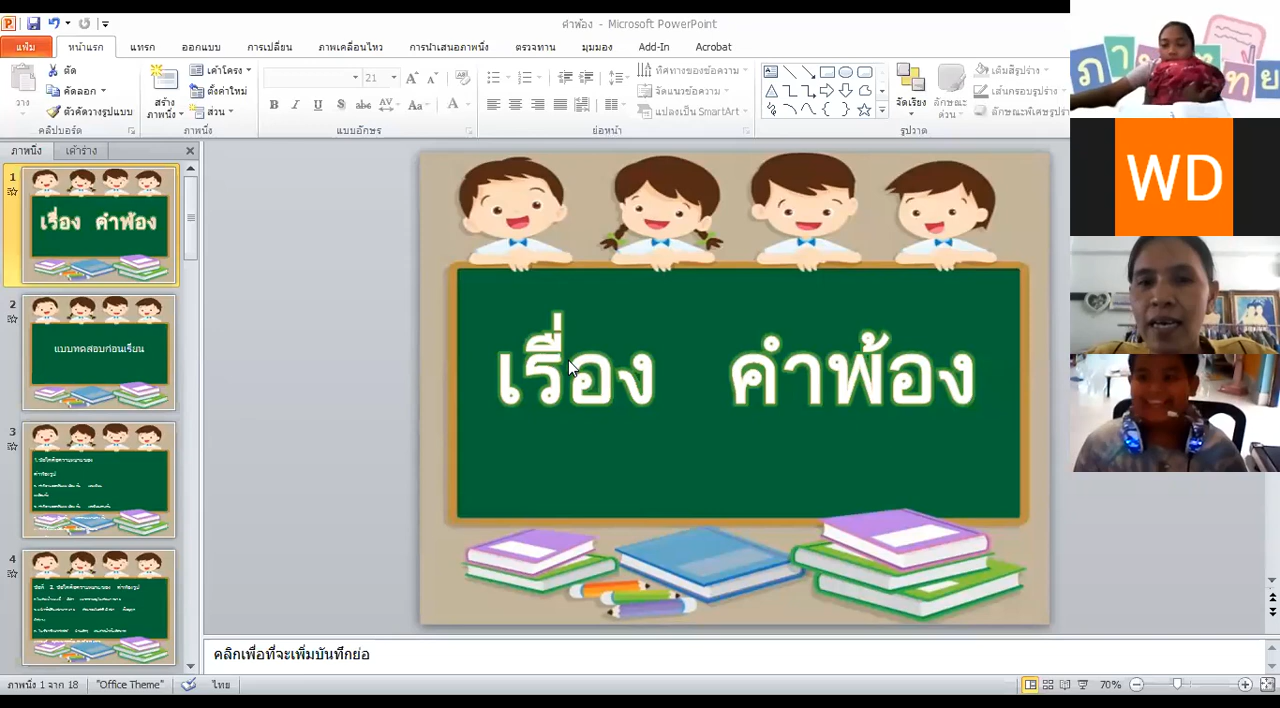 คำพ้อง - Microsoft PowerPoint
แฟ้ม หน้าแรก แทรก ออกแบบ การเปลี่ยน ภาพเคลื่อนไหว การนำเสนอภาพนิ่ง ตรวจทาน มุมมอง Add-In Acrobat
วาง
ตัด
คัดลอก
ตัวคัดวางรูปแบบ
คลิปบอร์ด
สร้าง
ภาพนิ่ง
เค้าโครง
ตั้งค่าใหม่
ส่วน
ภาพนิ่ง
21
แบบอักษร
ทิศทางของข้อความ
จัดแนวข้อความ
แปลงเป็น SmartArt
ย่อหน้า
จัดเรียง
ลักษณะ
ด่วน
เติมสีรูปร่าง
เส้นกรอบรูปร่าง
ลักษณะพิเศษรูปร่าง
รูปวาด
ภาพนิ่ง เค้าร่าง
1
เรื่อง คำพ้อง
2
แบบทดสอบก่อนเรียน
3
4
เรื่อง คำพ้อง
WD
คลิกเพื่อที่จะเพิ่มบันทึกย่อ
ภาพนิ่ง 1 จาก 18 "Office Theme" ไทย 70%